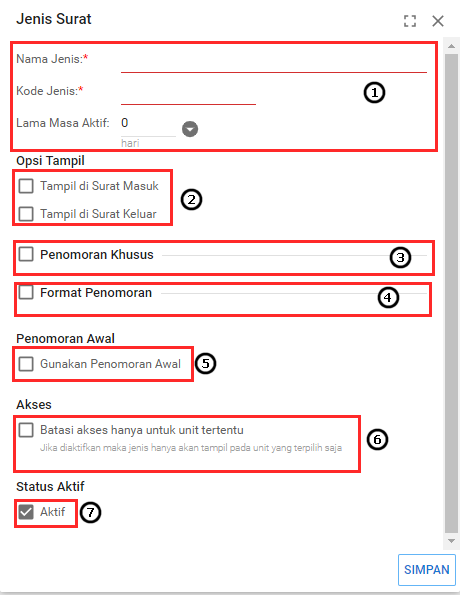 Jenis Surat
Nama Jenis:*
Kode Jenis:*
1
Lama Masa Aktif: 0
hari
Opsi Tampil
Tampil di Surat Masuk
2
Tampil di Surat Keluar
Penomoran Khusus
3
Format Penomoran
4
Penomoran Awal
Gunakan Penomoran Awal
5
Akses
Batasi akses hanya untuk unit tertentu
6
Jika diaktifkan maka jenis hanya akan tampil pada unit yang terpilih saja
Status Aktif
Aktif
7
SIMPAN